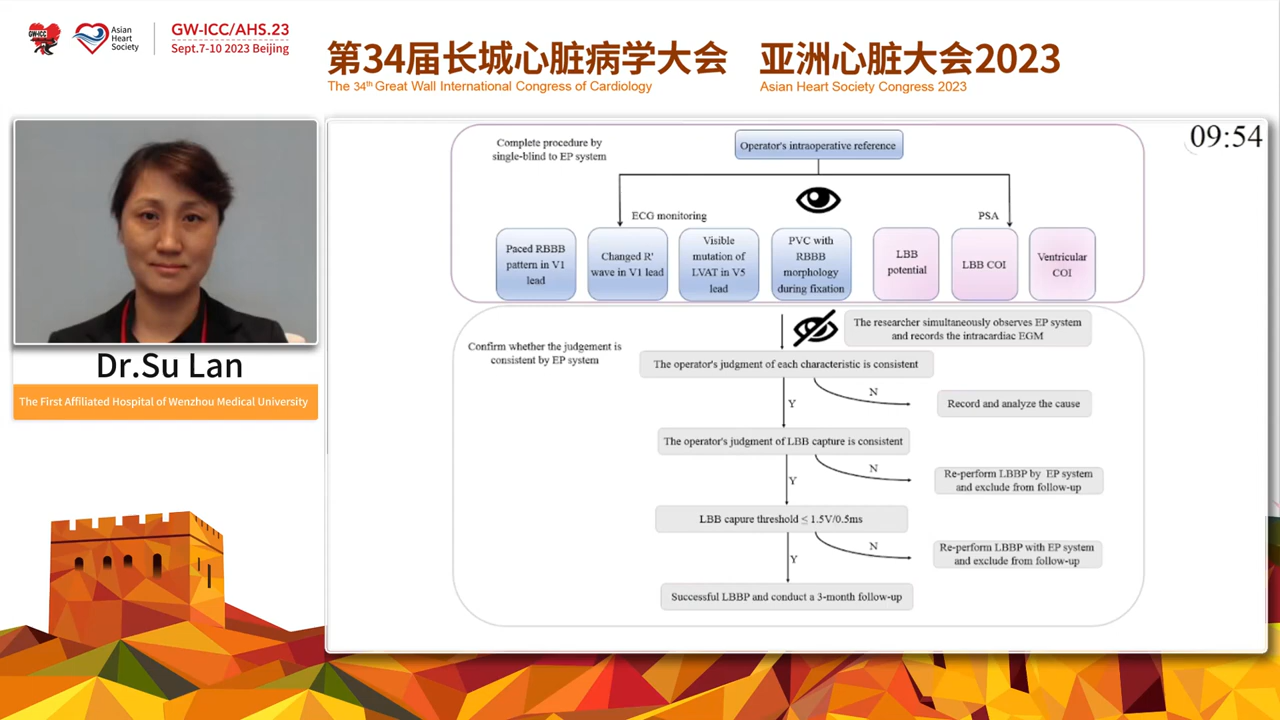 GW-ICC
Asian
Heart
Society
GW-ICC/AHS.23
Sept.7-10 2023 Beijing
第34届长城心脏病学大会 亚洲心脏大会2023
The 34th Great Wall International Congress of Cardiology
Asian Heart Society Congress 2023
09:54
Dr.Su Lan
The First Affiliated Hospital of Wenzhou Medical University
Complete procedure by
single-blind to EP system
Operator's intraoperative reference
ECG monitoring
PSA
Paced RBBB
pattern in V1
lead
Changed R'
wave in V1 lead
Visible
mutation of
LVAT in V5
lead
PVC with
RBBB
morphology
during fixation
LBB
potential
LBB COI
Ventricular
COI
Confirm whether the judgement is
consistent by EP system
The researcher simultaneously observes EP system
and records the intracardiac EGM
The operator's judgment of each characteristic is consistent
N
Y
Record and analyze the cause
The operator's judgment of LBB capture is consistent
N
Y
Re-perform LBBP by EP system
and exclude from follow-up
LBB capure threshold ≤ 1.5V/0.5ms
N
Y
Re-perform LBBP with EP system
and exclude from follow-up
Successful LBBP and conduct a 3-month follow-up